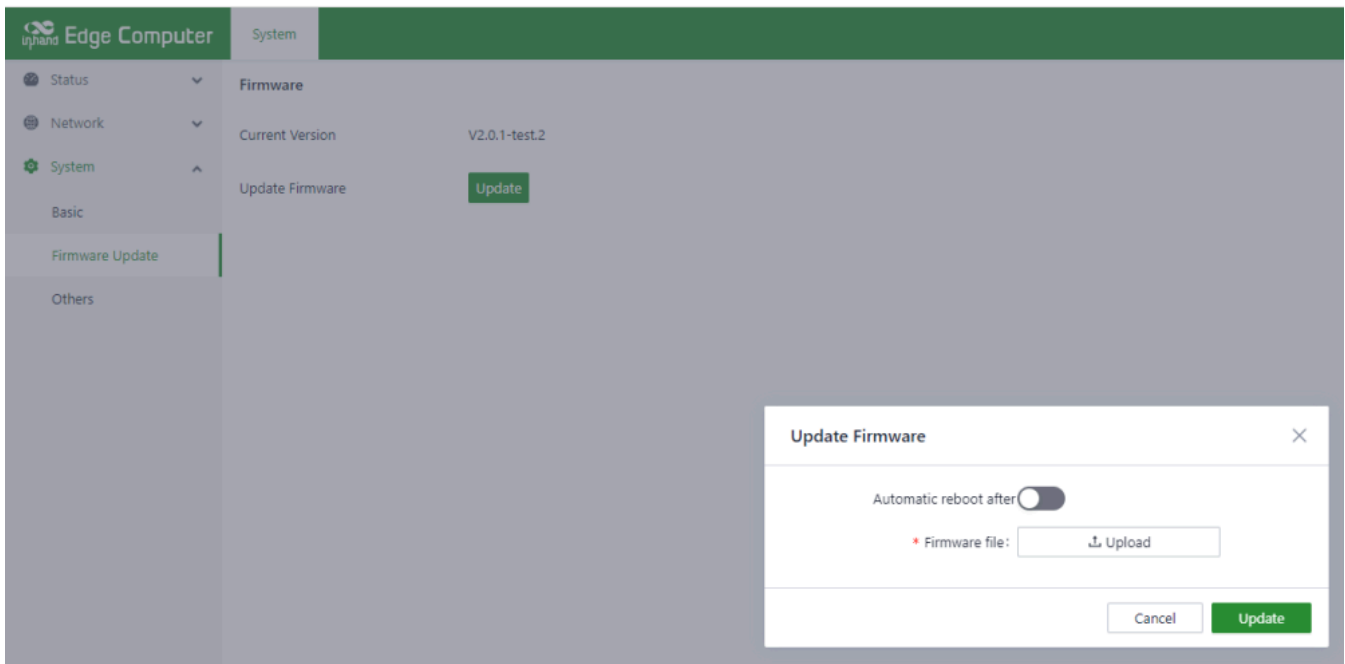 inhand Edge Computer
System
Status
Network
System
Basic
Firmware Update
Others
Firmware
Current Version V2.0.1-test.2
Update Firmware Update
Update Firmware
Automatic reboot after
* Firmware file:
Upload
Cancel Update